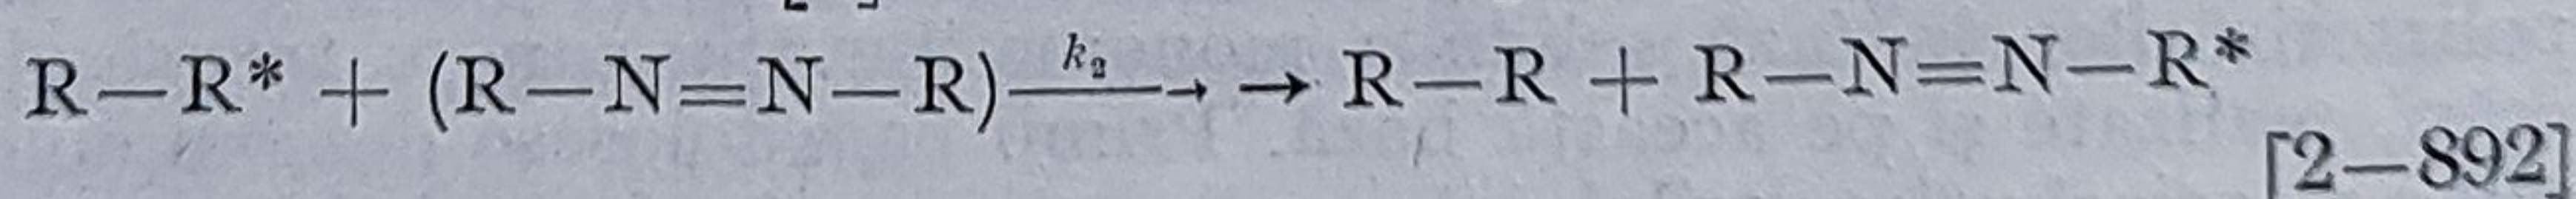 R—R* + (R—N=N—R) k₂ → → R—R + R—N=N—R*
[2—892]